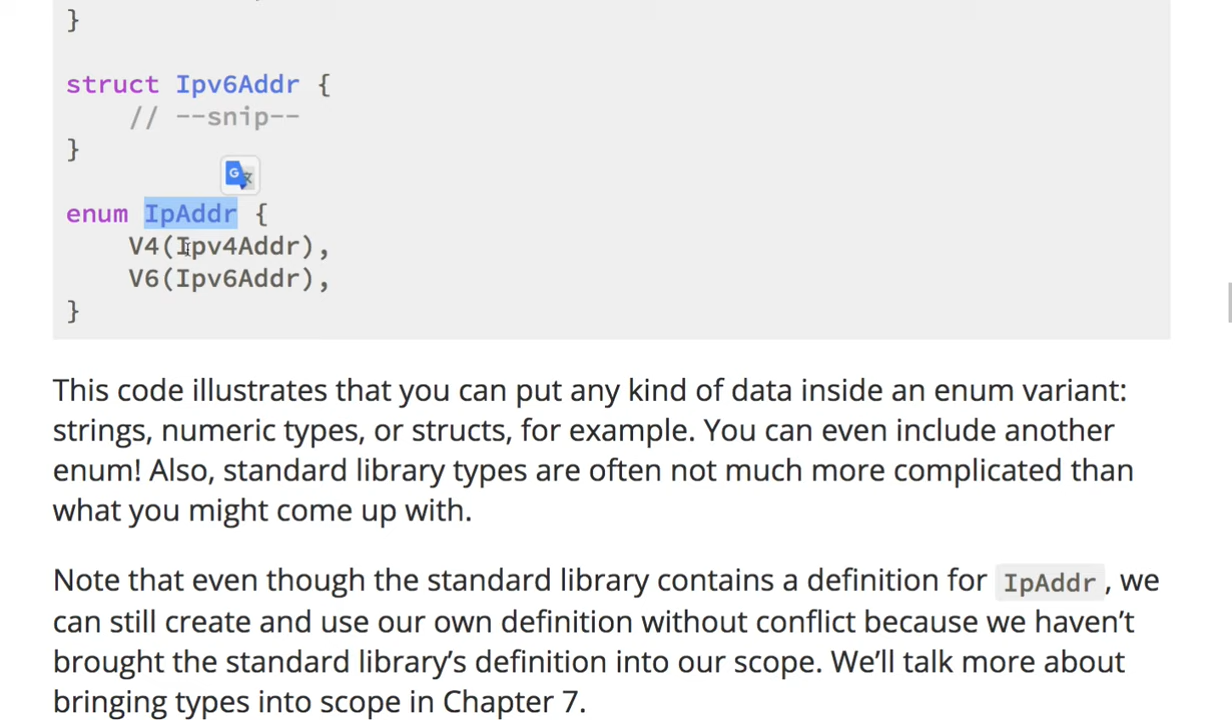 }
struct Ipv6Addr {
// --snip--
}
enum IpAddr {
V4(Ipv4Addr),
V6(Ipv6Addr),
}
This code illustrates that you can put any kind of data inside an enum variant:
strings, numeric types, or structs, for example. You can even include another
enum! Also, standard library types are often not much more complicated than
what you might come up with.
Note that even though the standard library contains a definition for IpAddr, we
can still create and use our own definition without conflict because we haven’t
brought the standard library’s definition into our scope. We’ll talk more about
bringing types into scope in Chapter 7.